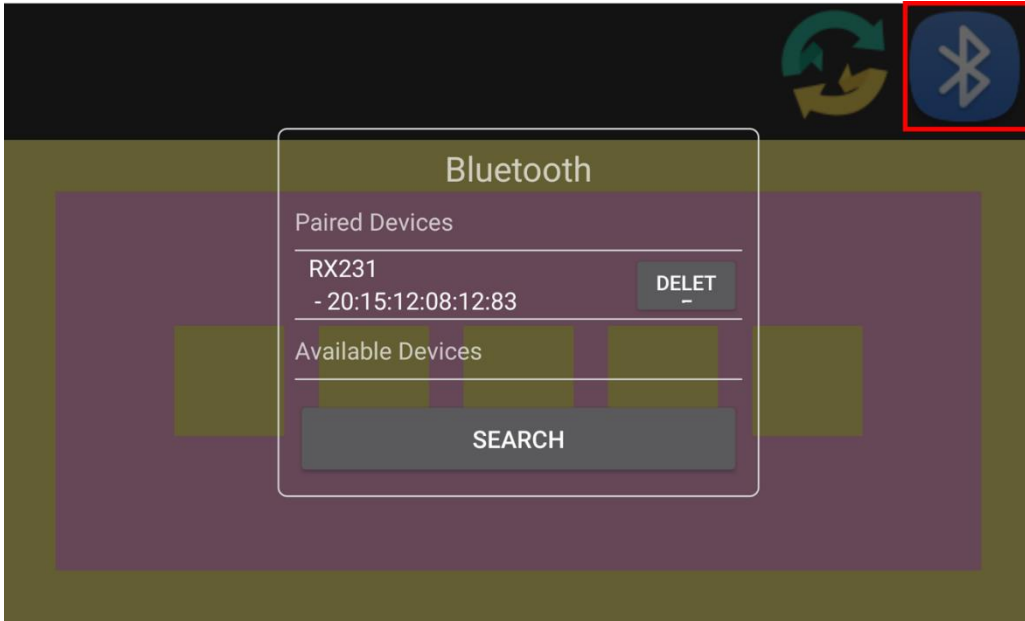 Bluetooth
Paired Devices
RX231
- 20:15:12:08:12:83
DELET
Available Devices
SEARCH